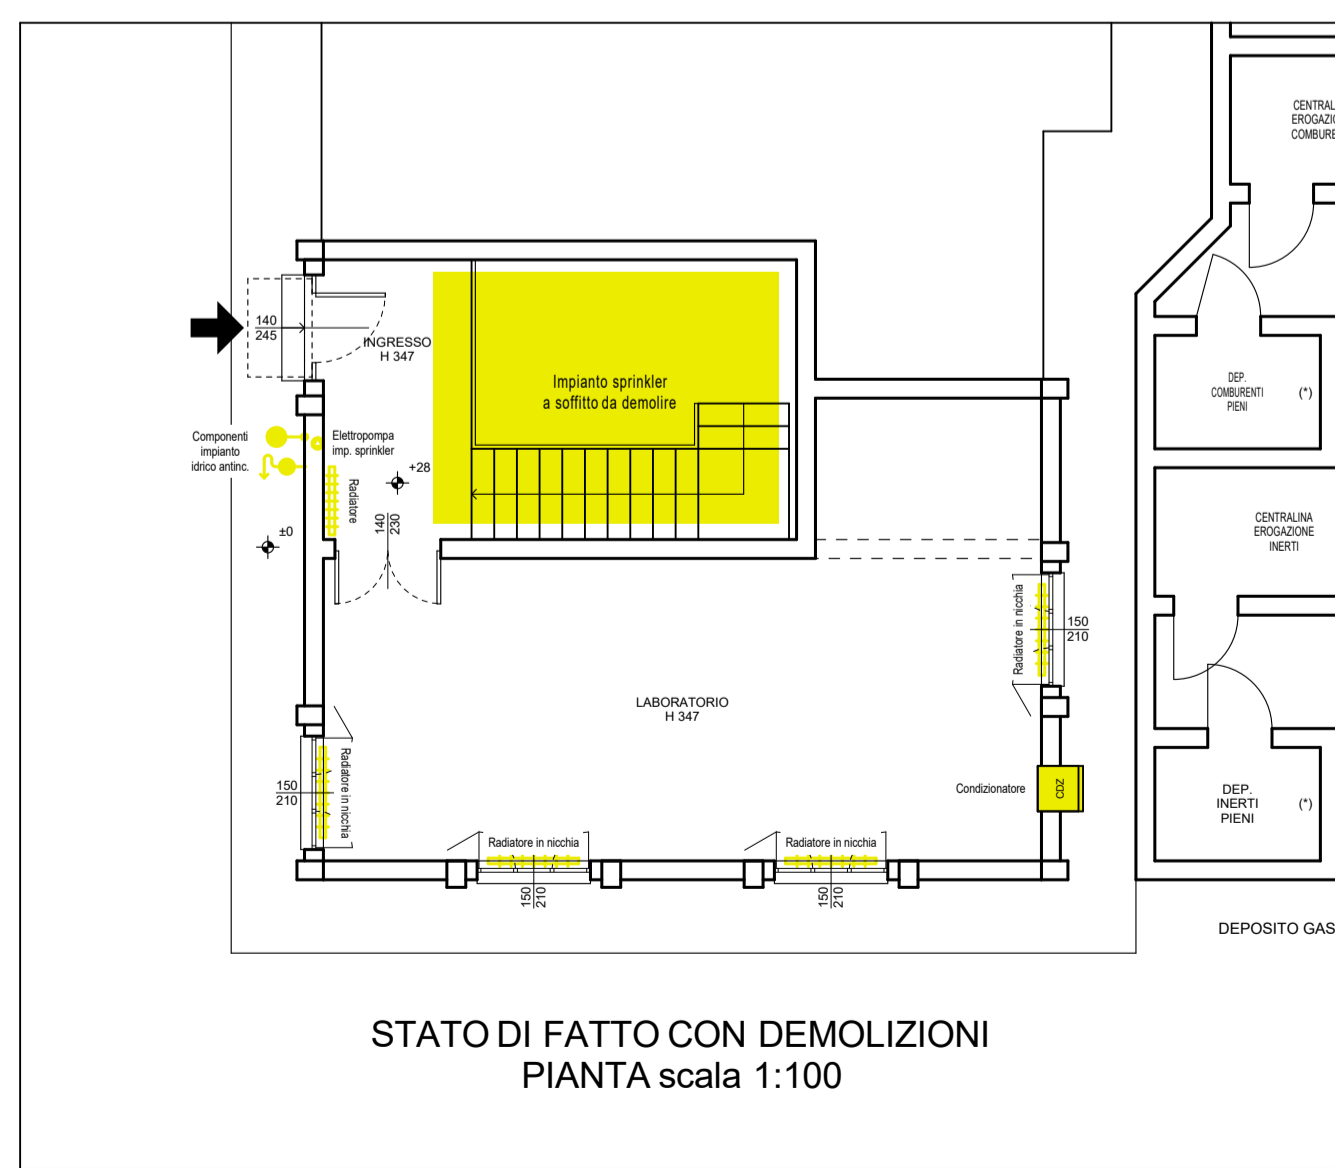 CENTRAL
EROGAZIO
COMBURE
140
245
INGRESSO
H 347
Impianto sprinkler
a soffitto da demolire
DEP.
COMBURENTI
PIENI
(*)
Componenti
impianto
idrico antinc.
Elettropompa
imp. sprinkler
+28
Radiatore
140
230
±0
CENTRALINA
EROGAZIONE
INERTI
Radiatore in nicchia
150
210
LABORATORIO
H 347
Radiatore in nicchia
150
210
Condizionatore
CDZ
DEP.
INERTI
PIENI
(*)
Radiatore in nicchia
Radiatore in nicchia
150
210
150
210
DEPOSITO GAS
STATO DI FATTO CON DEMOLIZIONI
PIANTA scala 1:100